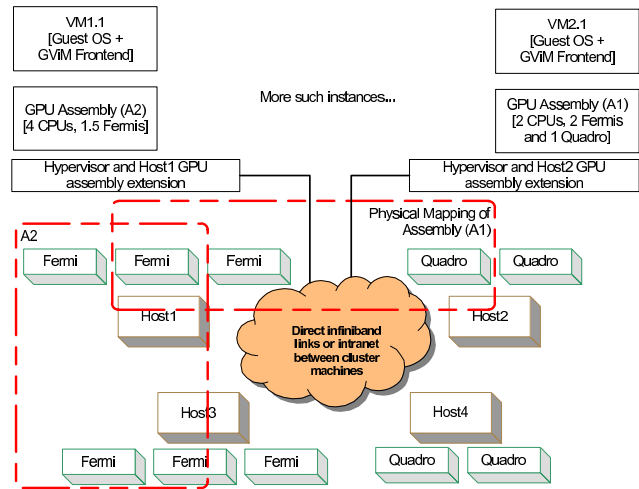 VM1.1
[Guest OS +
GViM Frontend]
VM2.1
[Guest OS +
GViM Frontend]
GPU Assembly (A2)
[4 CPUs, 1.5 Fermis]
More such instances...
GPU Assembly (A1)
[2 CPUs, 2 Fermis
and 1 Quadro]
Hypervisor and Host1 GPU
assembly extension
Hypervisor and Host2 GPU
assembly extension
Physical Mapping of
Assembly (A1)
A2
Fermi
Fermi
Fermi
Quadro
Quadro
Host1
Host2
Direct infiniband
links or intranet
between cluster
machines
Host3
Host4
Fermi
Fermi
Fermi
Quadro
Quadro